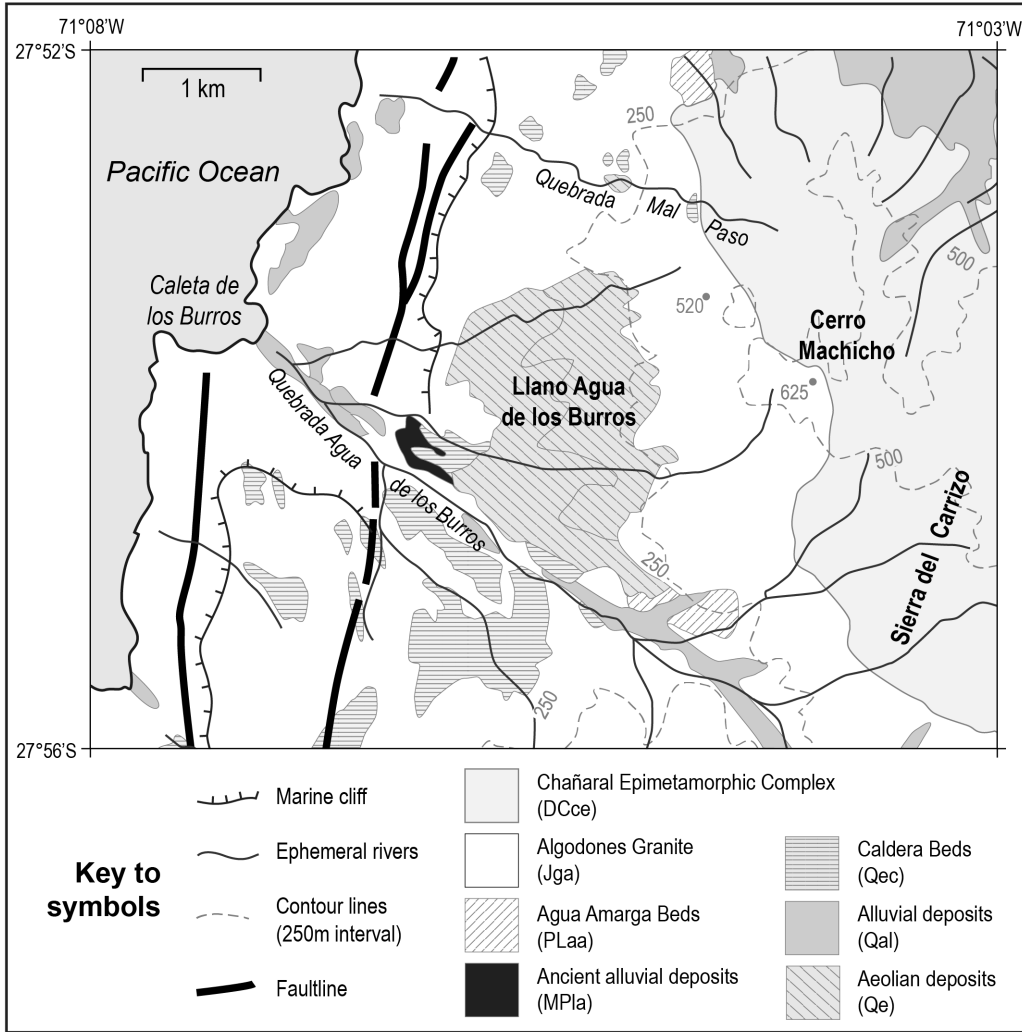 71°08'W
71°03'W
27°52'S
1 km
250
Pacific Ocean
Quebrada Mal Paso
500
Caleta de
los Burros
520
Cerro
Machicho
Llano Agua
de los Burros
625
Quebrada Agua
de los Burros
500
Sierra del Carrizo
250
250
27°56'S
Key to
symbols
Marine cliff
Ephemeral rivers
Contour lines
(250m interval)
Faultline
Chañaral Epimetamorphic Complex
(DCce)
Algodones Granite
(Jga)
Agua Amarga Beds
(PLaa)
Ancient alluvial deposits
(MPla)
Caldera Beds
(Qec)
Alluvial deposits
(Qal)
Aeolian deposits
(Qe)